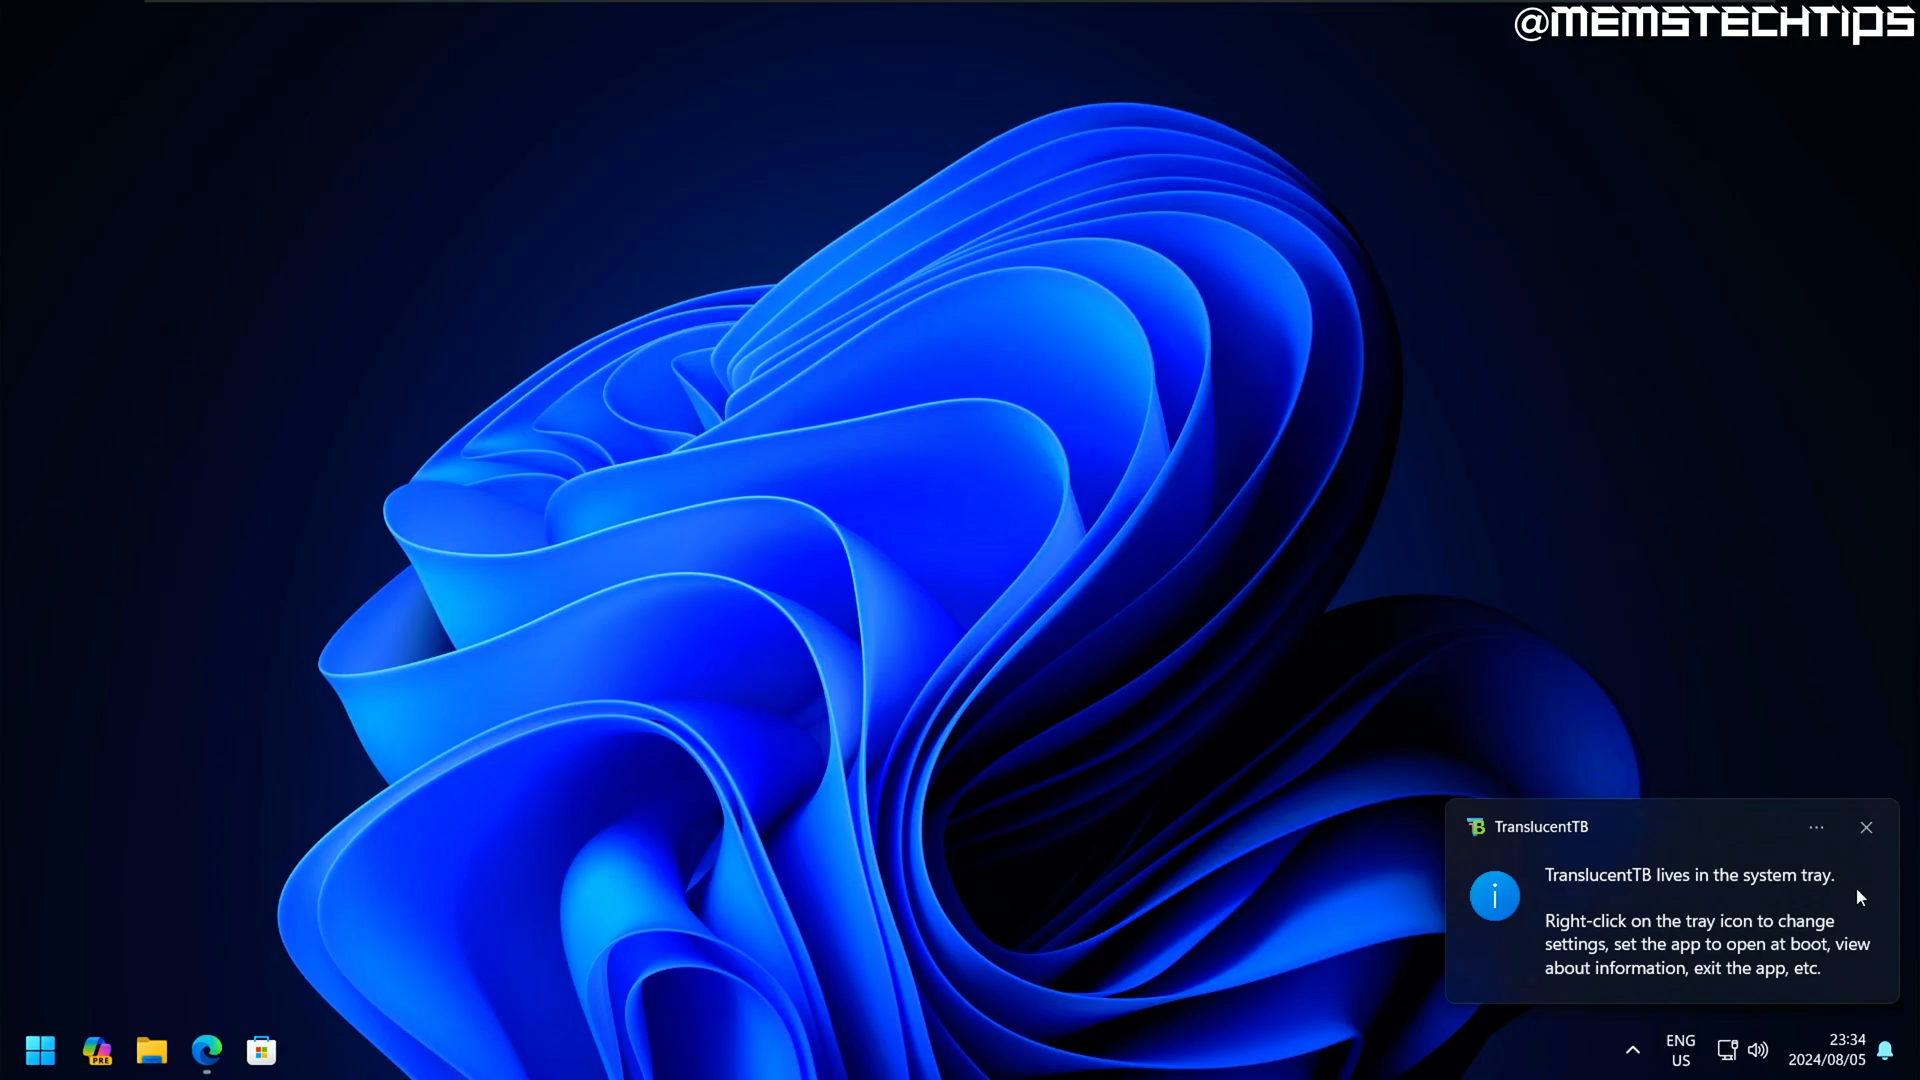 @MEMSTECHTIPS
TranslucentTB
TranslucentTB lives in the system tray.
Right-click on the tray icon to change
settings, set the app to open at boot, view
about information, exit the app, etc.
PRE
ENG
US
23:34
2024/08/05